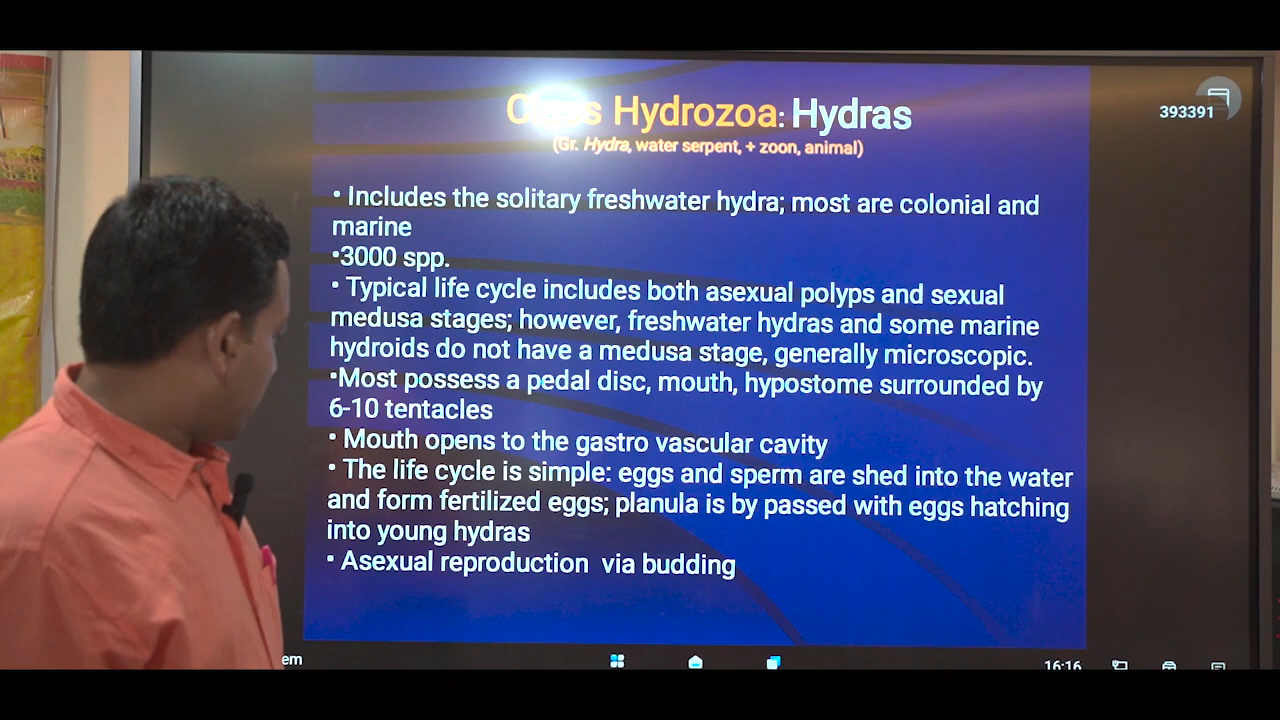 Class Hydrozoa: Hydras
(Gr. Hydra, water serpent, + zoon, animal)
393391
• Includes the solitary freshwater hydra; most are colonial and
marine
•3000 spp.
• Typical life cycle includes both asexual polyps and sexual
medusa stages; however, freshwater hydras and some marine
hydroids do not have a medusa stage, generally microscopic.
•Most possess a pedal disc, mouth, hypostome surrounded by
6-10 tentacles
• Mouth opens to the gastro vascular cavity
• The life cycle is simple: eggs and sperm are shed into the water
and form fertilized eggs; planula is by passed with eggs hatching
into young hydras
• Asexual reproduction via budding
em
16:16